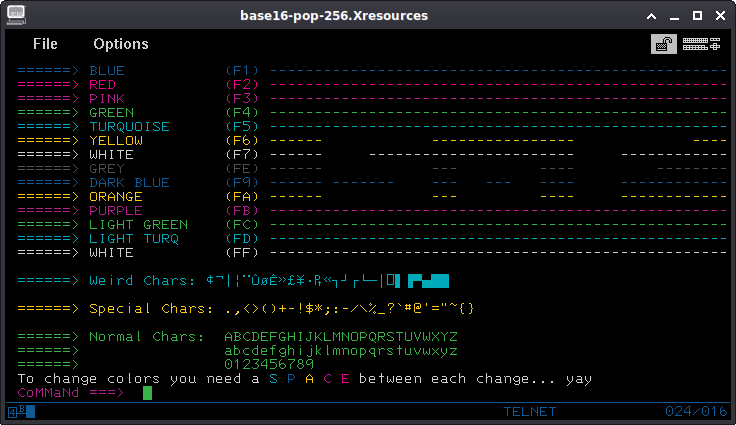 base16-pop-256.Xresources
File Options
======> BLUE (F1) ---------------------------------------------------
======> RED (F2) ---------------------------------------------------
======> PINK (F3) ---------------------------------------------------
======> GREEN (F4) ---------------------------------------------------
======> TURQUOISE (F5) ---------------------------------------------------
======> YELLOW (F6) ------ ---------------- ----
======> WHITE (F7) ------ ----------------------- ------------
======> GREY (FE) --- --- ---
======> DARK BLUE (F9) ------ ------- --- --- --- --- ---
======> ORANGE (FA) ------ ---------------- ----
======> PURPLE (FB) ---------------------------------------------------
======> LIGHT GREEN (FC) ---------------------------------------------------
======> LIGHT TURQ (FD) ---------------------------------------------------
======> WHITE (FF) ------ ----------------------- ------------
======> Weird Chars: ¢¬|¦¨ÛøÊ»£¥·₧«┐┘┌└─│
======> Special Chars: .,<>()+-!$*;:-/\%_?`#@'="~{}
======> Normal Chars: ABCDEFGHIJKLMNOPQRSTUVWXYZ
======> abcdefghijklmnopqrstuvwxyz
======> 0123456789
To change colors you need a S P A C E between each change... yay
CoMMaNd ===>
4 B TELNET 024/016